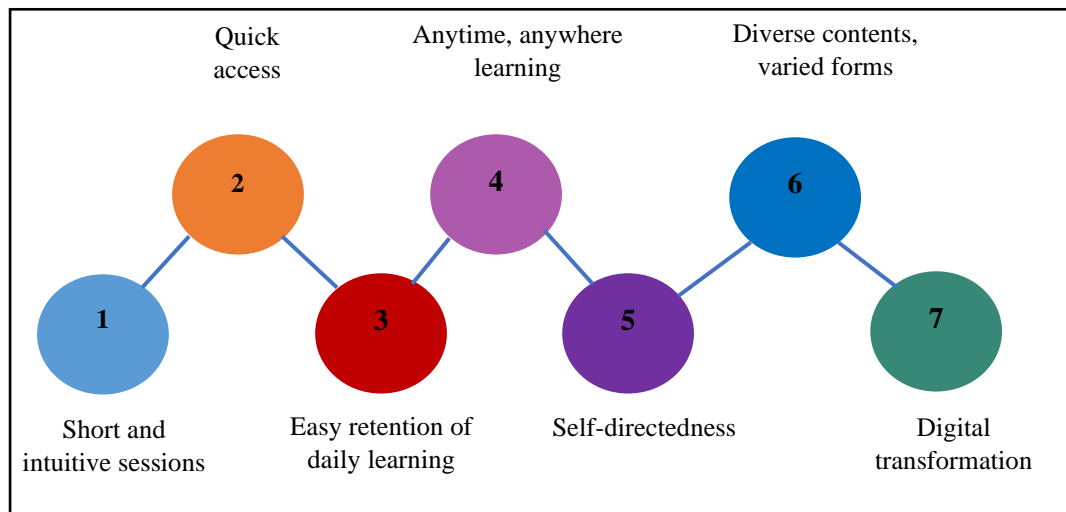 Quick
access
Anytime, anywhere
learning
Diverse contents,
varied forms
2
4
6
1
3
5
7
Short and
intuitive sessions
Easy retention of
daily learning
Self-directedness
Digital
transformation